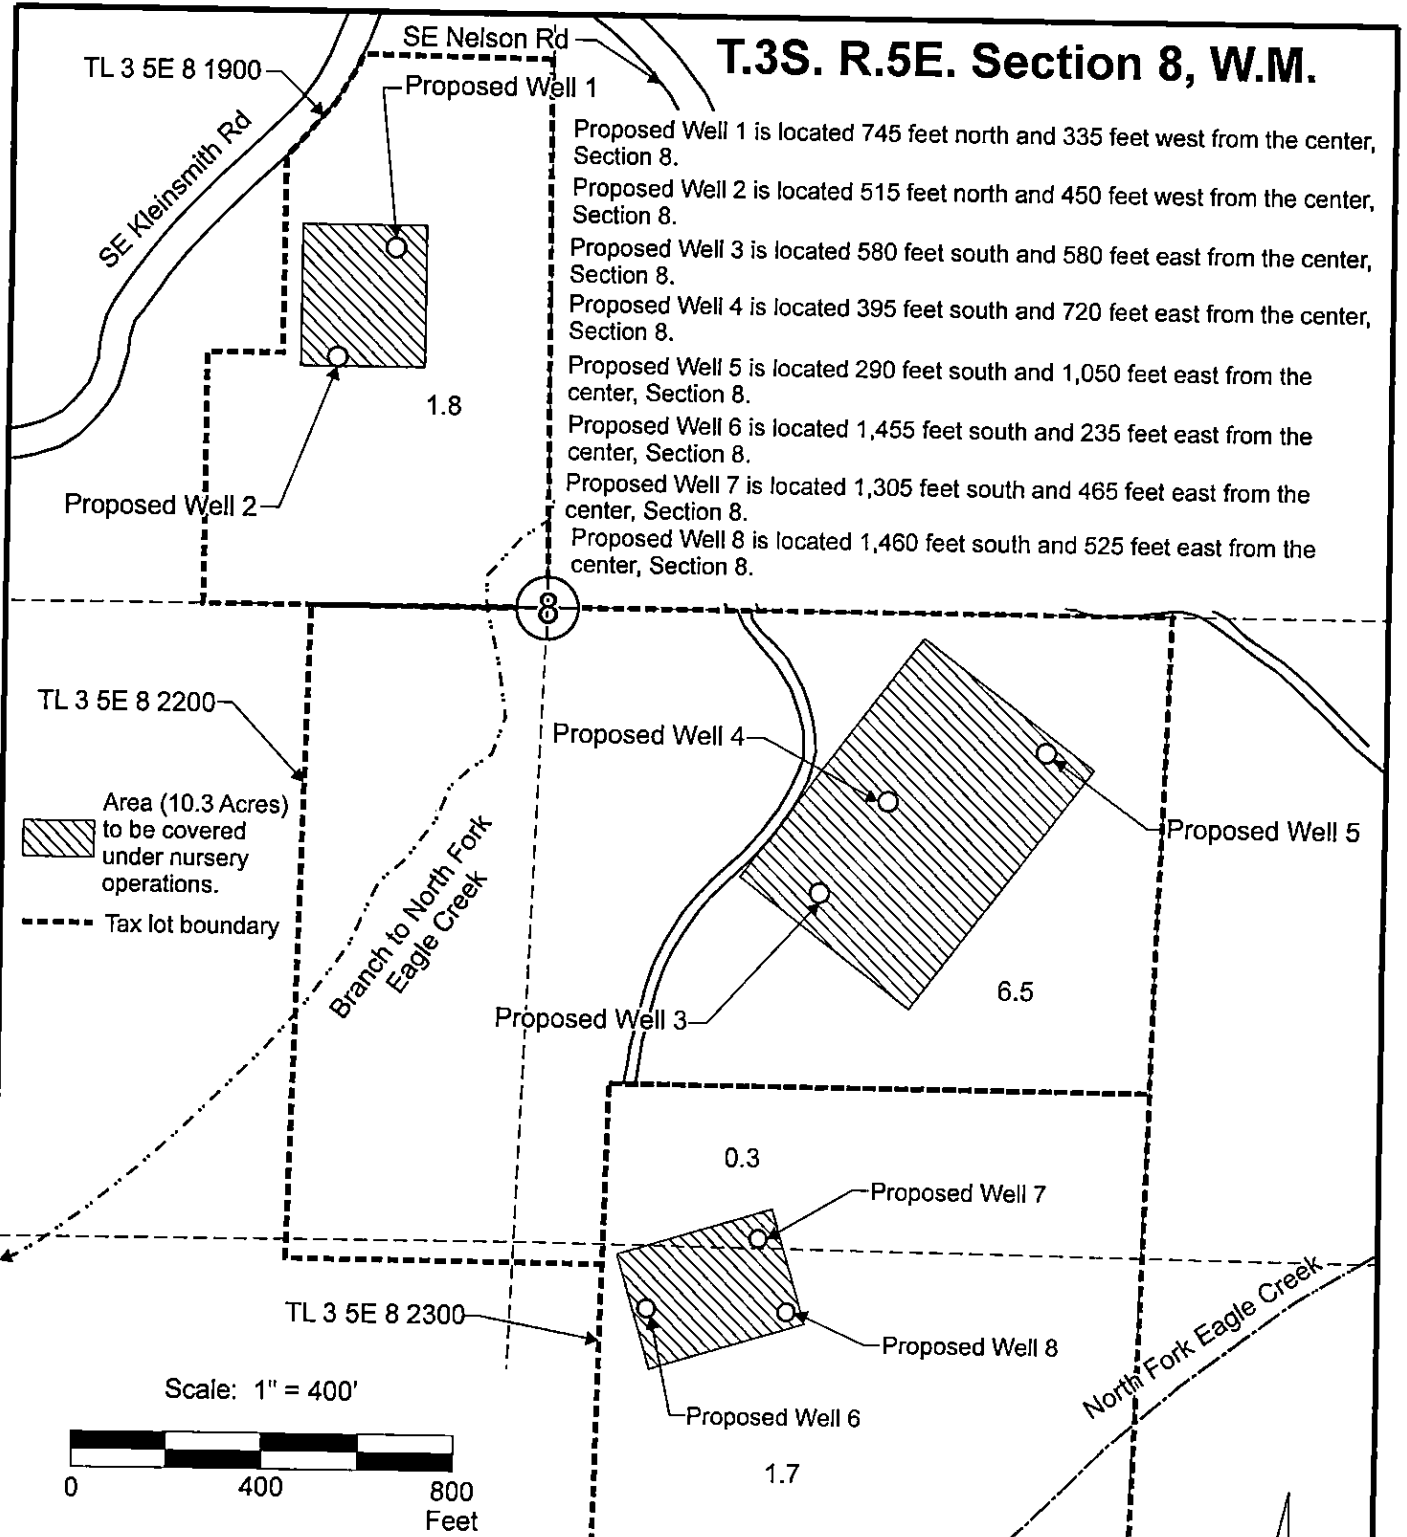 T.3S. R.5E. Section 8, W.M.
SE Nelson Rd
TL 3 5E 8 1900
Proposed Well 1
SE Kleinsmith Rd
Proposed Well 1 is located 745 feet north and 335 feet west from the center,
Section 8.
Proposed Well 2 is located 515 feet north and 450 feet west from the center,
Section 8.
Proposed Well 3 is located 580 feet south and 580 feet east from the center,
Section 8.
Proposed Well 4 is located 395 feet south and 720 feet east from the center,
Section 8.
Proposed Well 5 is located 290 feet south and 1,050 feet east from the
center, Section 8.
Proposed Well 6 is located 1,455 feet south and 235 feet east from the
center, Section 8.
Proposed Well 7 is located 1,305 feet south and 465 feet east from the
center, Section 8.
Proposed Well 8 is located 1,460 feet south and 525 feet east from the
center, Section 8.
1.8
Proposed Well 2
8
TL 3 5E 8 2200
Proposed Well 4
Area (10.3 Acres)
to be covered
under nursery
operations.
Tax lot boundary
Branch to North Fork
Eagle Creek
Proposed Well 5
6.5
Proposed Well 3
0.3
Proposed Well 7
TL 3 5E 8 2300
Proposed Well 8
North Fork Eagle Creek
Proposed Well 6
Scale: 1" = 400'
1.7
0 400 800
Feet